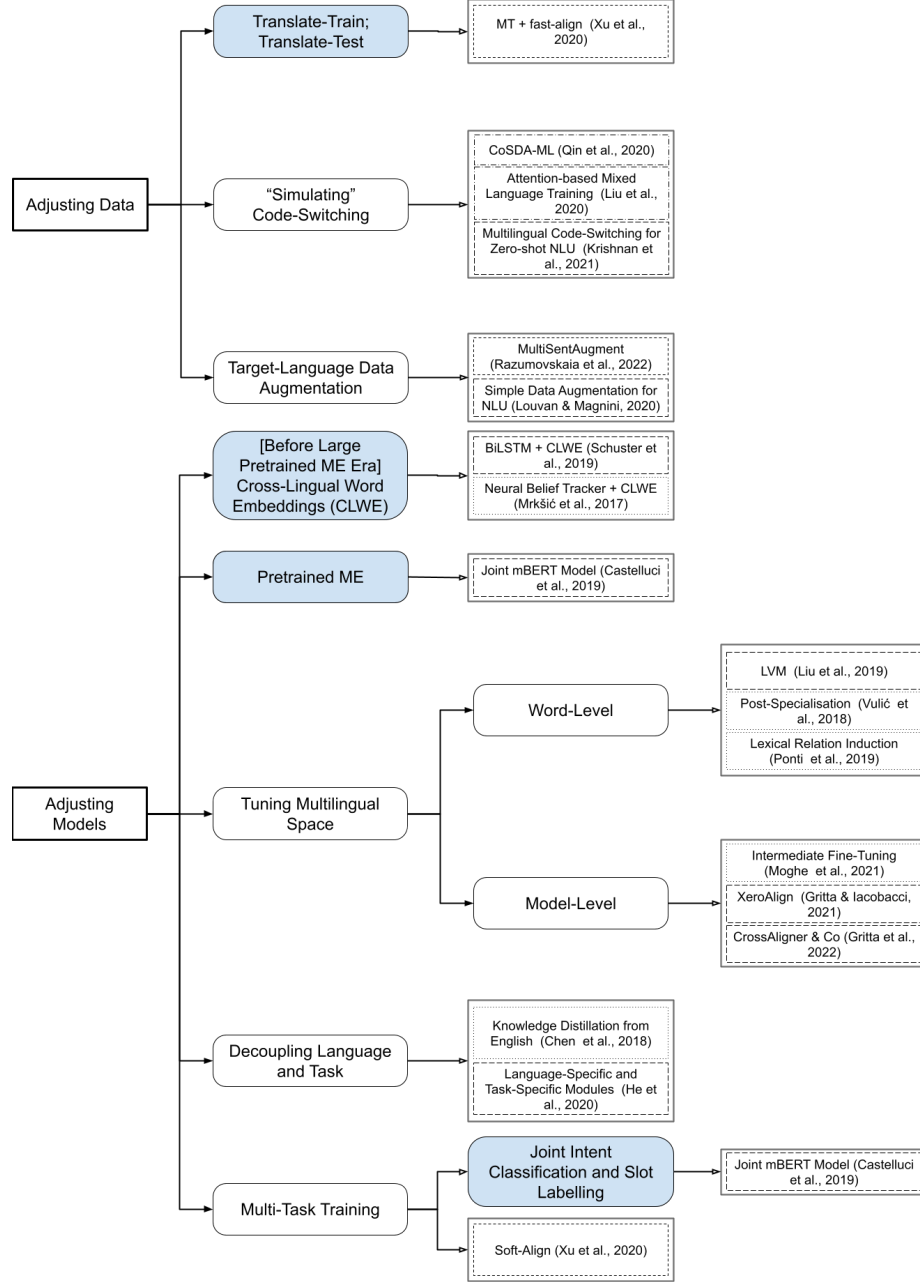 Translate-Train;
Translate-Test
MT + fast-align (Xu et al.,
2020)
Adjusting Data
“Simulating”
Code-Switching
CoSDA-ML (Qin et al., 2020)
Attention-based Mixed
Language Training (Liu et al.,
2020)
Multilingual Code-Switching for
Zero-shot NLU (Krishnan et
al., 2021)
Target-Language Data
Augmentation
MultiSentAugment
(Razumovskaia et al., 2022)
Simple Data Augmentation for
NLU (Louvan & Magnini, 2020)
[Before Large
Pretrained ME Era]
Cross-Lingual Word
Embeddings (CLWE)
BiLSTM + CLWE (Schuster et
al., 2019)
Neural Belief Tracker + CLWE
(Mrkšić et al., 2017)
Pretrained ME
Joint mBERT Model (Castelluci
et al., 2019)
Adjusting
Models
Tuning Multilingual
Space
Word-Level
LVM (Liu et al., 2019)
Post-Specialisation (Vulić et
al., 2018)
Lexical Relation Induction
(Ponti et al., 2019)
Model-Level
Intermediate Fine-Tuning
(Moghe et al., 2021)
XeroAlign (Gritta & Iacobacci,
2021)
CrossAligner & Co (Gritta et al.,
2022)
Decoupling Language
and Task
Knowledge Distillation from
English (Chen et al., 2018)
Language-Specific and
Task-Specific Modules (He et
al., 2020)
Multi-Task Training
Joint Intent
Classification and Slot
Labelling
Joint mBERT Model (Castelluci
et al., 2019)
Soft-Align (Xu et al., 2020)